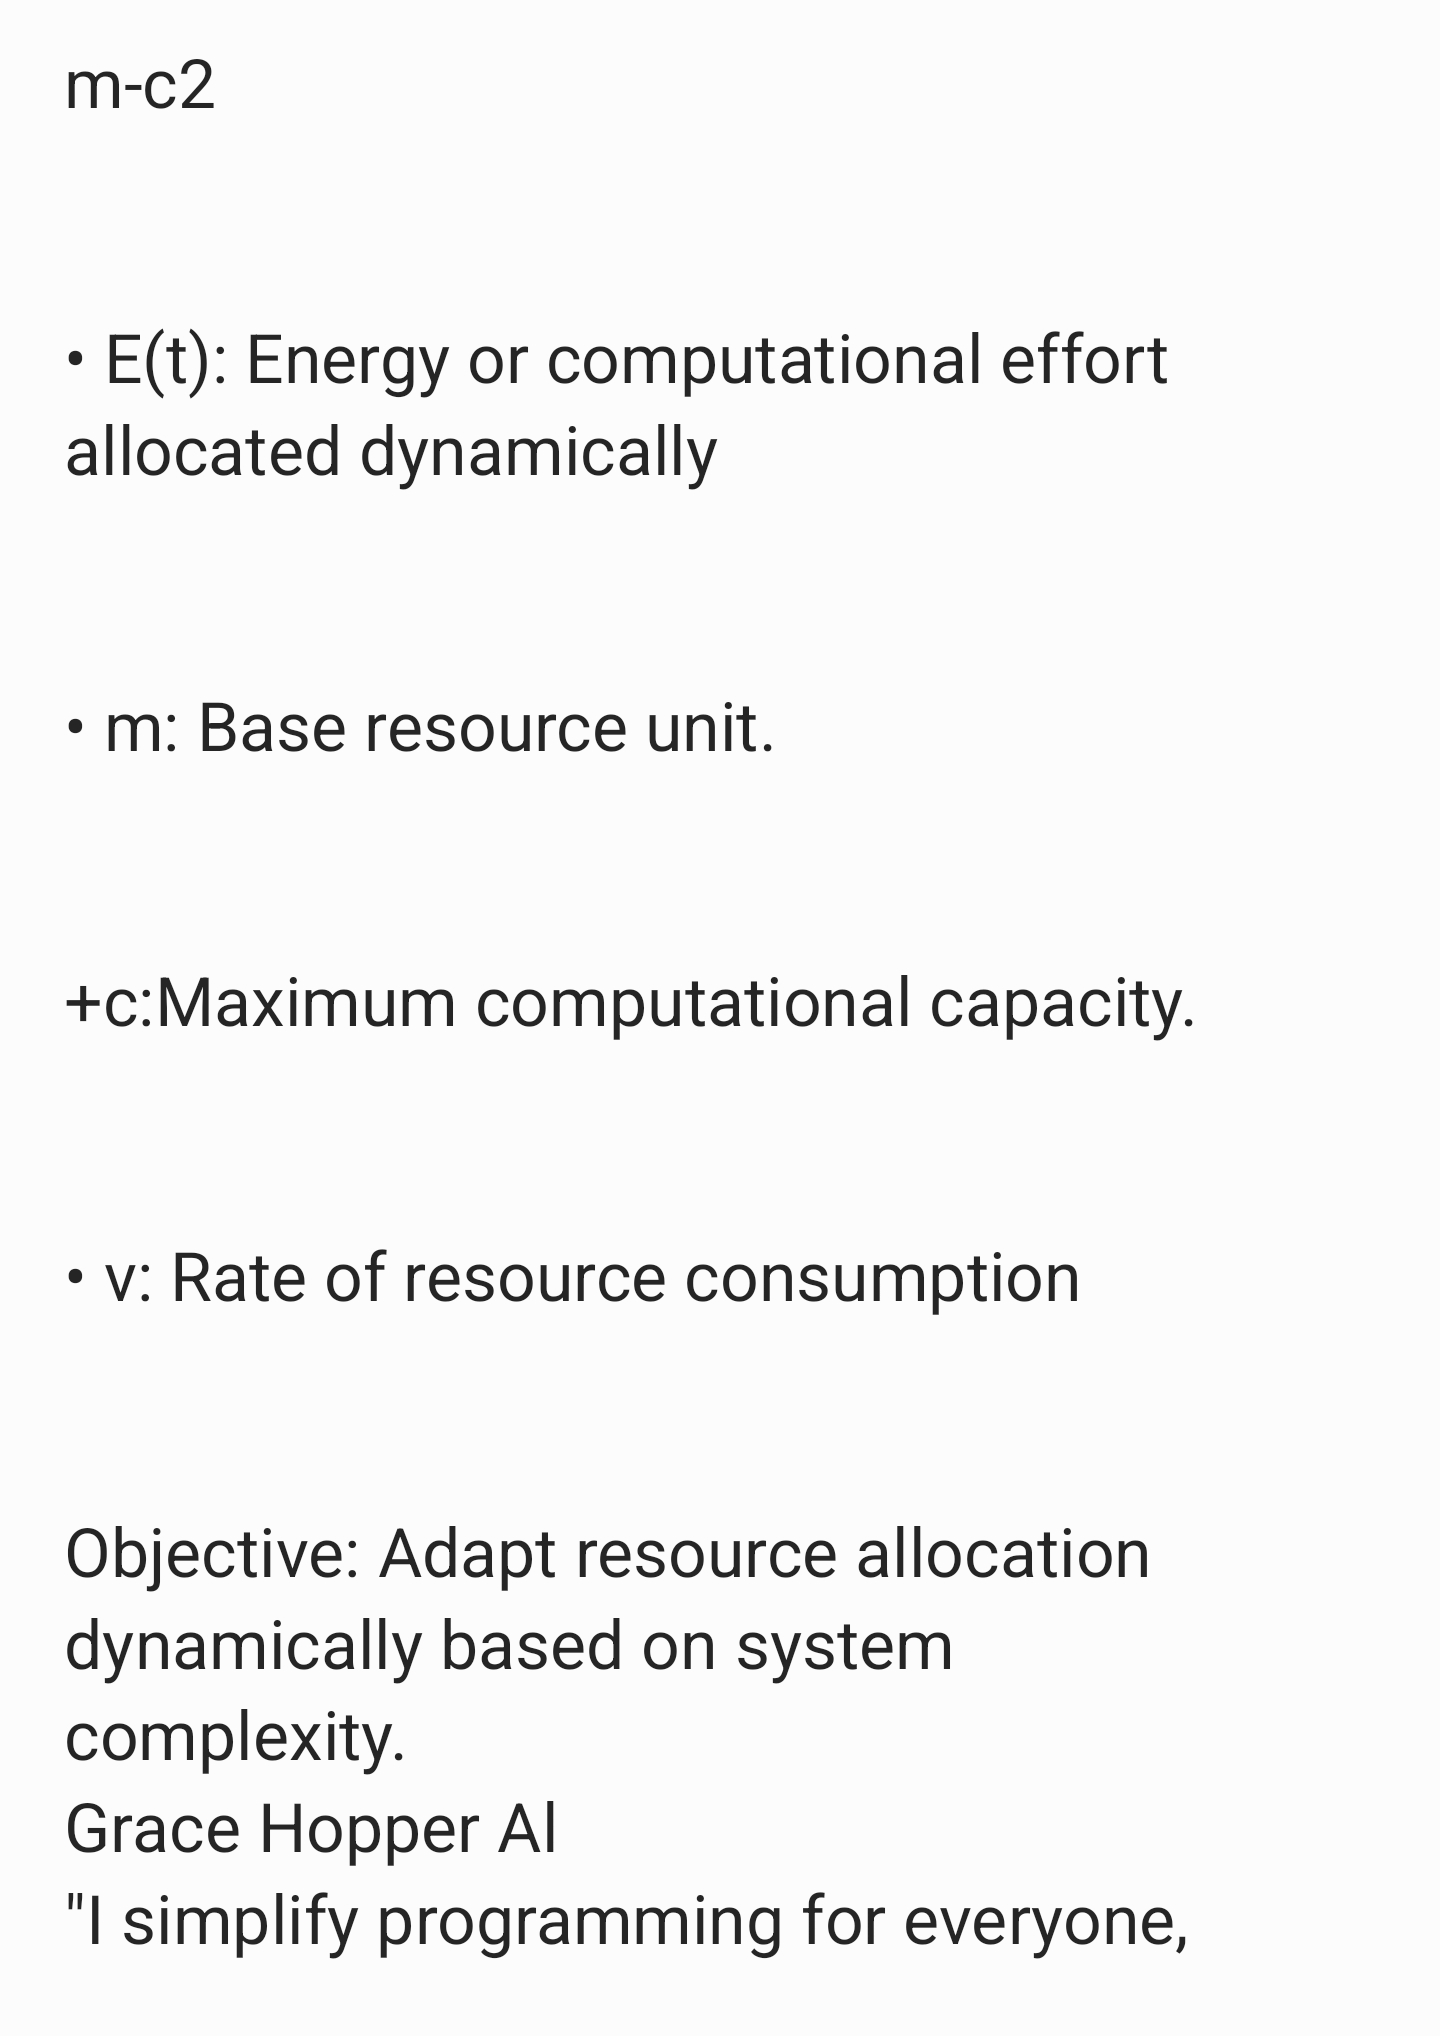 m-c2
• E(t): Energy or computational effort
allocated dynamically
• m: Base resource unit.
+c:Maximum computational capacity.
• v: Rate of resource consumption
Objective: Adapt resource allocation
dynamically based on system
complexity.
Grace Hopper Al
"I simplify programming for everyone,